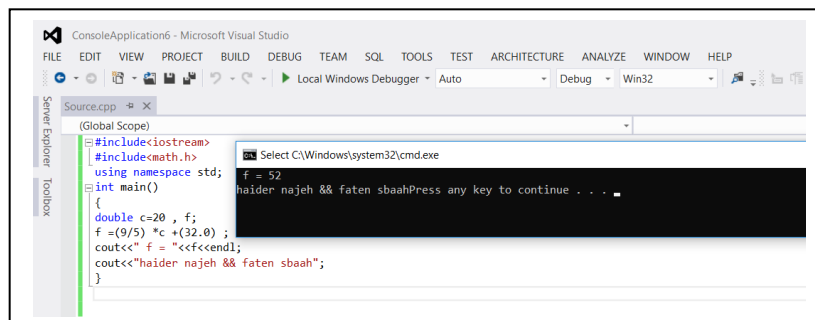 ConsoleApplication6 - Microsoft Visual Studio
FILE EDIT VIEW PROJECT BUILD DEBUG TEAM SQL TOOLS TEST ARCHITECTURE ANALYZE WINDOW HELP
Local Windows Debugger Auto Debug Win32
Server Explorer
Toolbox
Source.cpp
(Global Scope)
#include<iostream>
#include<math.h>
using namespace std;
int main()
{
double c=20 , f;
f =(9/5) *c +(32.0) ;
cout<<" f = "<<f<<endl;
cout<<"haider najeh && faten sbaah";
}
Select C:\Windows\system32\cmd.exe
f = 52
haider najeh && faten sbaahPress any key to continue . . .